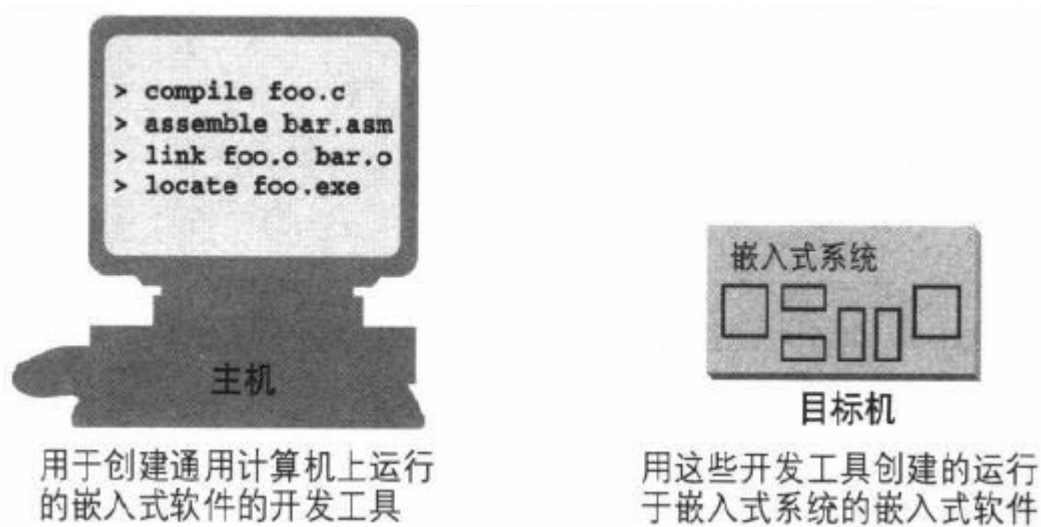 > compile foo.c
> assemble bar.asm
> link foo.o bar.o
> locate foo.exe
主机
用于创建通用计算机上运行
的嵌入式软件的开发工具
嵌入式系统
目标机
用这些开发工具创建的运行
于嵌入式系统的嵌入式软件